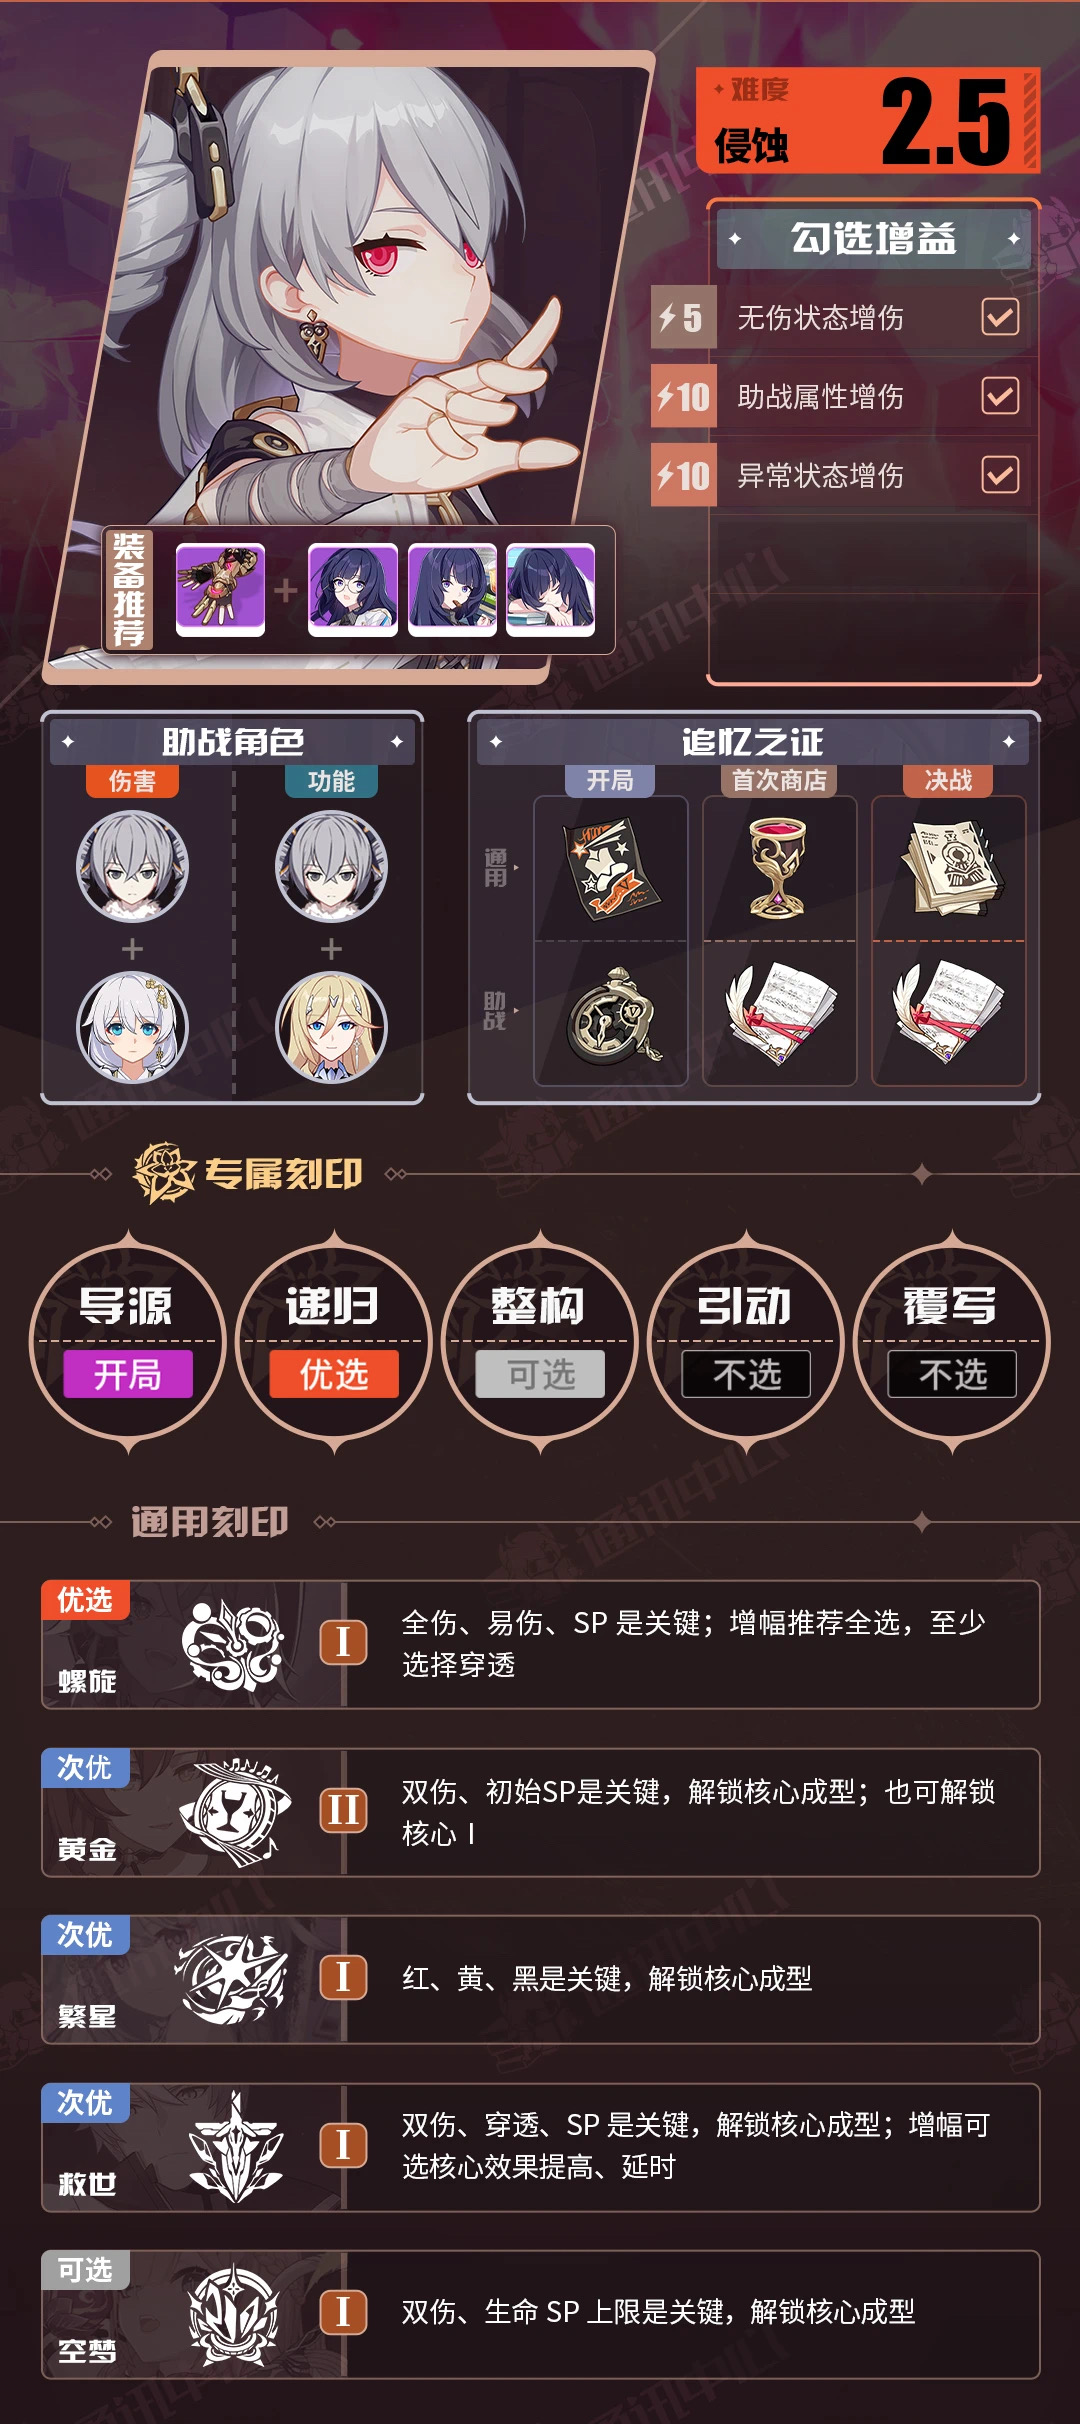 难度
侵蚀
2.5
勾选增益
5 无伤状态增伤
10 助战属性增伤
10 异常状态增伤
装备推荐
助战角色
伤害 功能
追忆之证
开局 首次商店 决战
通用
助战
专属刻印
导源 递归 整构 引动 覆写
开局 优选 可选 不选 不选
通用刻印
优选
螺旋
I
全伤、易伤、SP 是关键；增幅推荐全选，至少
选择穿透
次优
黄金
II
双伤、初始SP是关键，解锁核心成型；也可解锁
核心 I
次优
繁星
I
红、黄、黑是关键，解锁核心成型
次优
救世
I
双伤、穿透、SP 是关键，解锁核心成型；增幅可
选核心效果提高、延时
可选
空梦
I
双伤、生命 SP 上限是关键，解锁核心成型
通讯中心